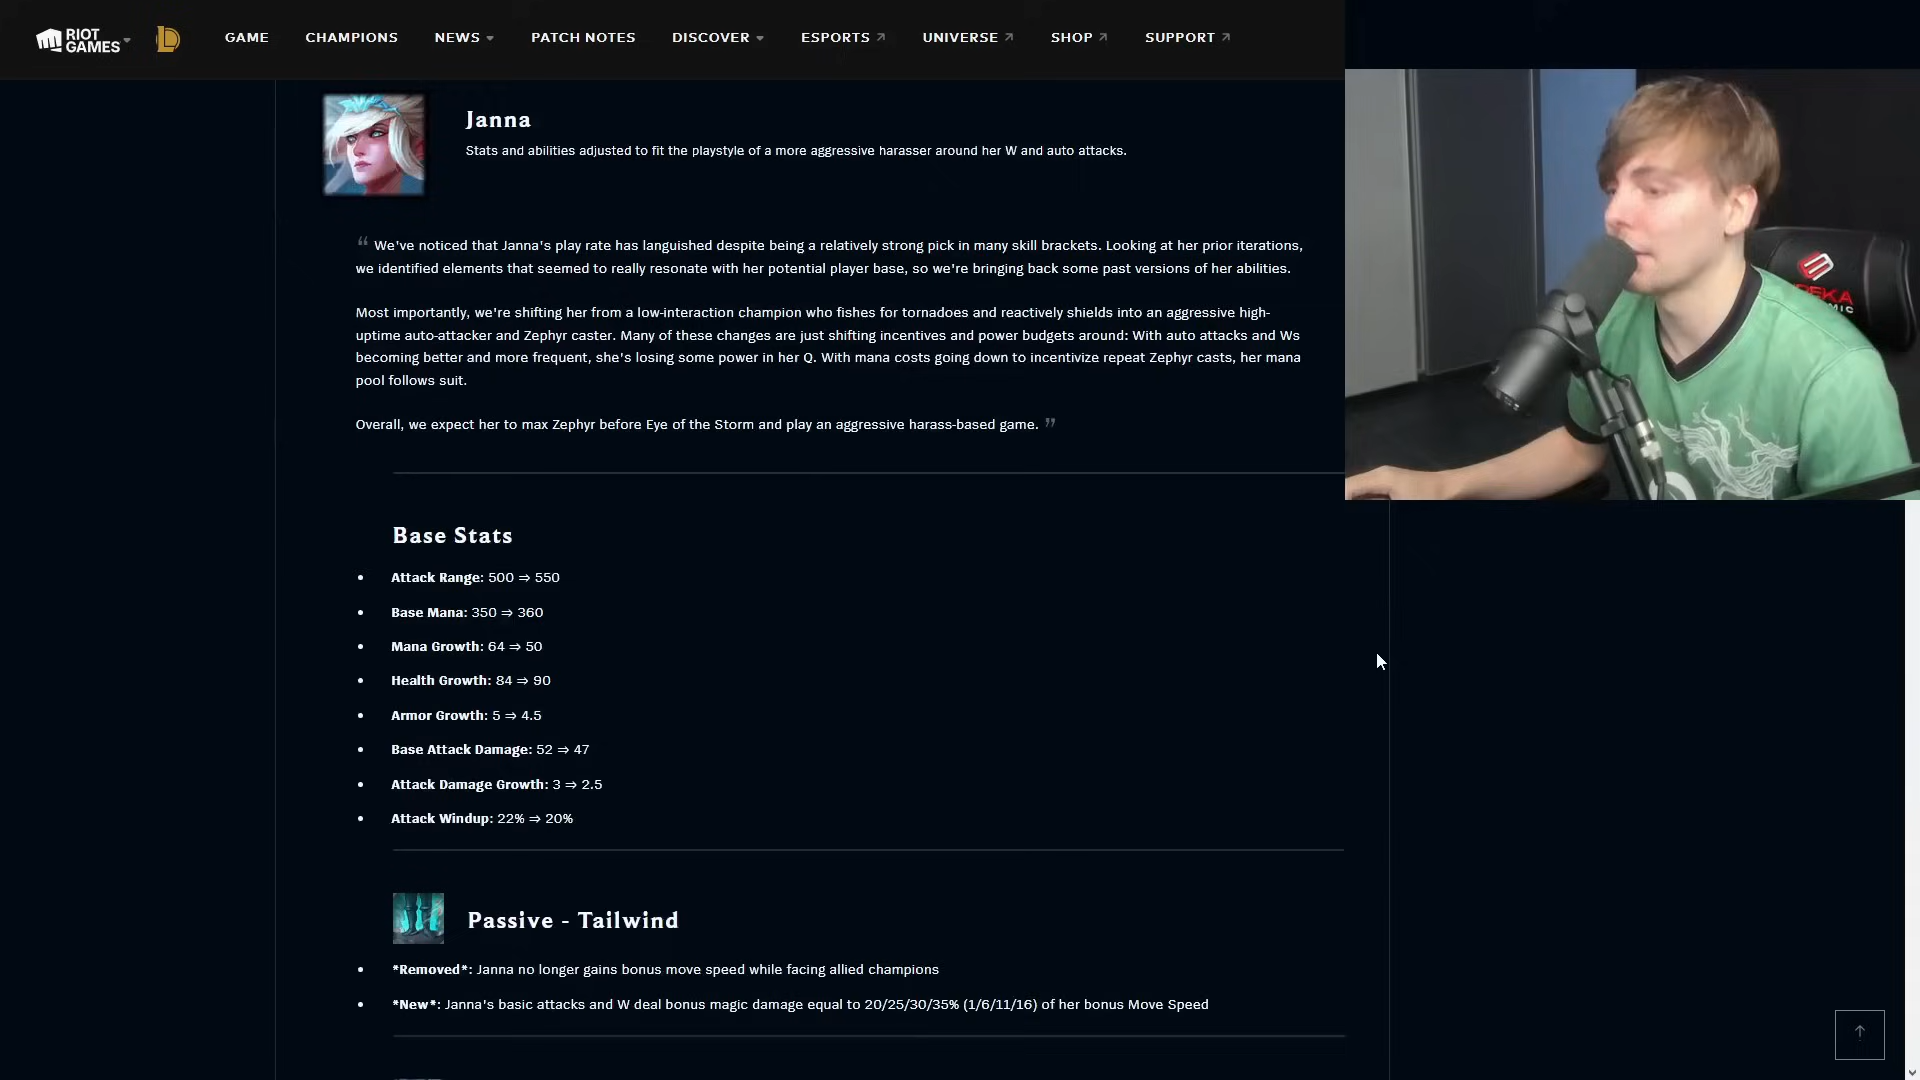 RIOT
GAMES
GAME CHAMPIONS NEWS PATCH NOTES DISCOVER ESPORTS UNIVERSE SHOP SUPPORT
Janna
Stats and abilities adjusted to fit the playstyle of a more aggressive harasser around her W and auto attacks.
“ We've noticed that Janna's play rate has languished despite being a relatively strong pick in many skill brackets. Looking at her prior iterations,
we identified elements that seemed to really resonate with her potential player base, so we're bringing back some past versions of her abilities.
Most importantly, we're shifting her from a low-interaction champion who fishes for tornadoes and reactively shields into an aggressive high-
uptime auto-attacker and Zephyr caster. Many of these changes are just shifting incentives and power budgets around: With auto attacks and Ws
becoming better and more frequent, she's losing some power in her Q. With mana costs going down to incentivize repeat Zephyr casts, her mana
pool follows suit.
Overall, we expect her to max Zephyr before Eye of the Storm and play an aggressive harass-based game. ”
Base Stats
• Attack Range: 500 ⇒ 550
• Base Mana: 350 ⇒ 360
• Mana Growth: 64 ⇒ 50
• Health Growth: 84 ⇒ 90
• Armor Growth: 5 ⇒ 4.5
• Base Attack Damage: 52 ⇒ 47
• Attack Damage Growth: 3 ⇒ 2.5
• Attack Windup: 22% ⇒ 20%
Passive - Tailwind
• *Removed*: Janna no longer gains bonus move speed while facing allied champions
• *New*: Janna's basic attacks and W deal bonus magic damage equal to 20/25/30/35% (1/6/11/16) of her bonus Move Speed